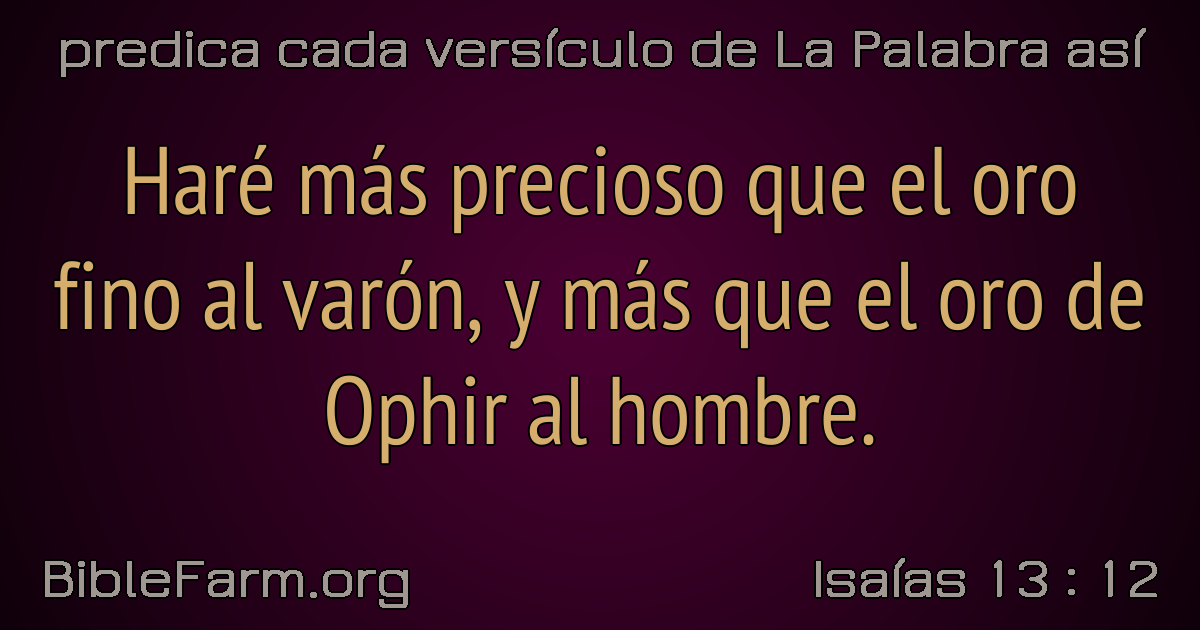 predica cada versículo de La Palabra así
Haré más precioso que el oro
fino al varón, y más que el oro de
Ophir al hombre.
BibleFarm.org
Isaías 13 : 12